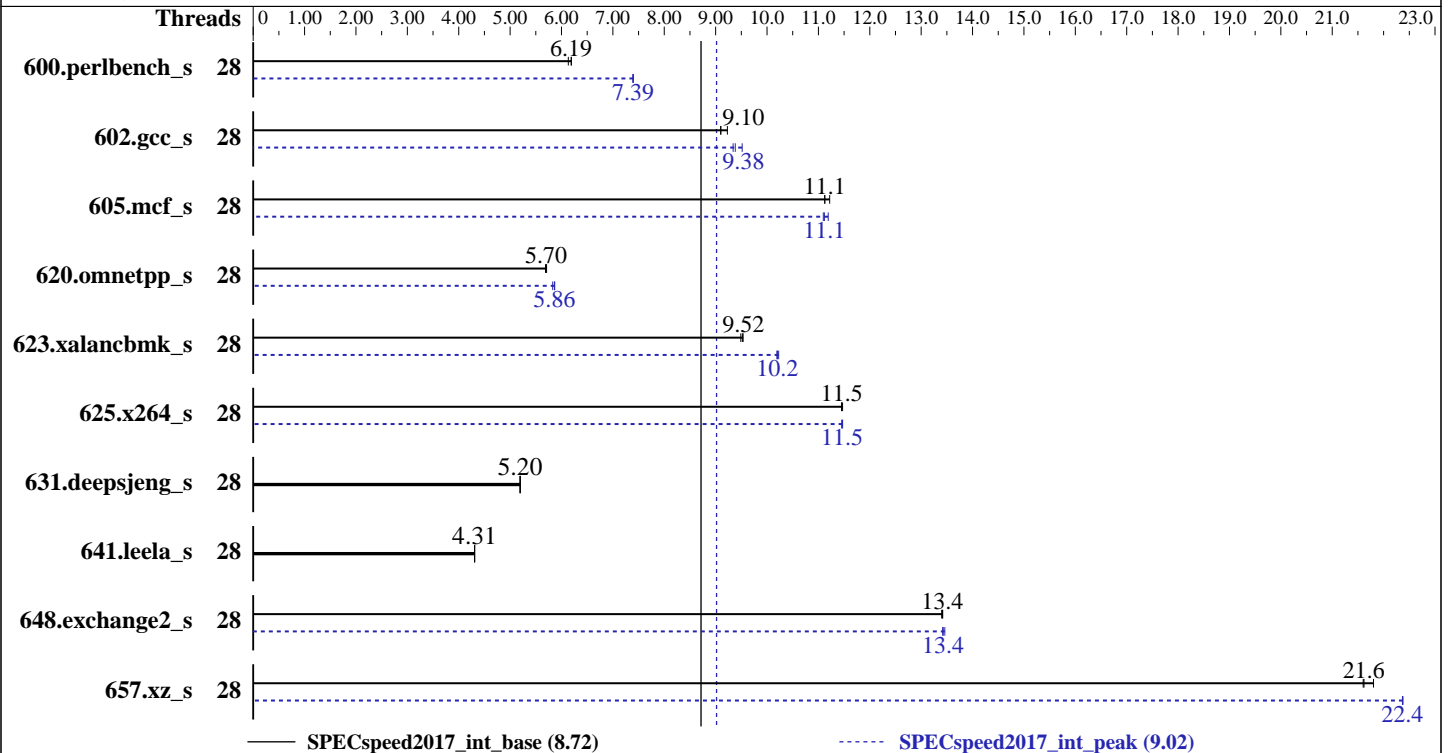 Threads 0 1.00 2.00 3.00 4.00 5.00 6.00 7.00 8.00 9.00 10.0 11.0 12.0 13.0 14.0 15.0 16.0 17.0 18.0 19.0 20.0 21.0 23.0
6.19
600.perlbench_s 28
7.39
9.10
602.gcc_s 28
9.38
11.1
605.mcf_s 28
11.1
5.70
620.omnetpp_s 28
5.86
9.52
623.xalancbmk_s 28
10.2
11.5
625.x264_s 28
11.5
5.20
631.deepsjeng_s 28
4.31
641.leela_s 28
13.4
648.exchange2_s 28
13.4
21.6
657.xz_s 28
22.4
SPECspeed2017_int_base (8.72) SPECspeed2017_int_peak (9.02)